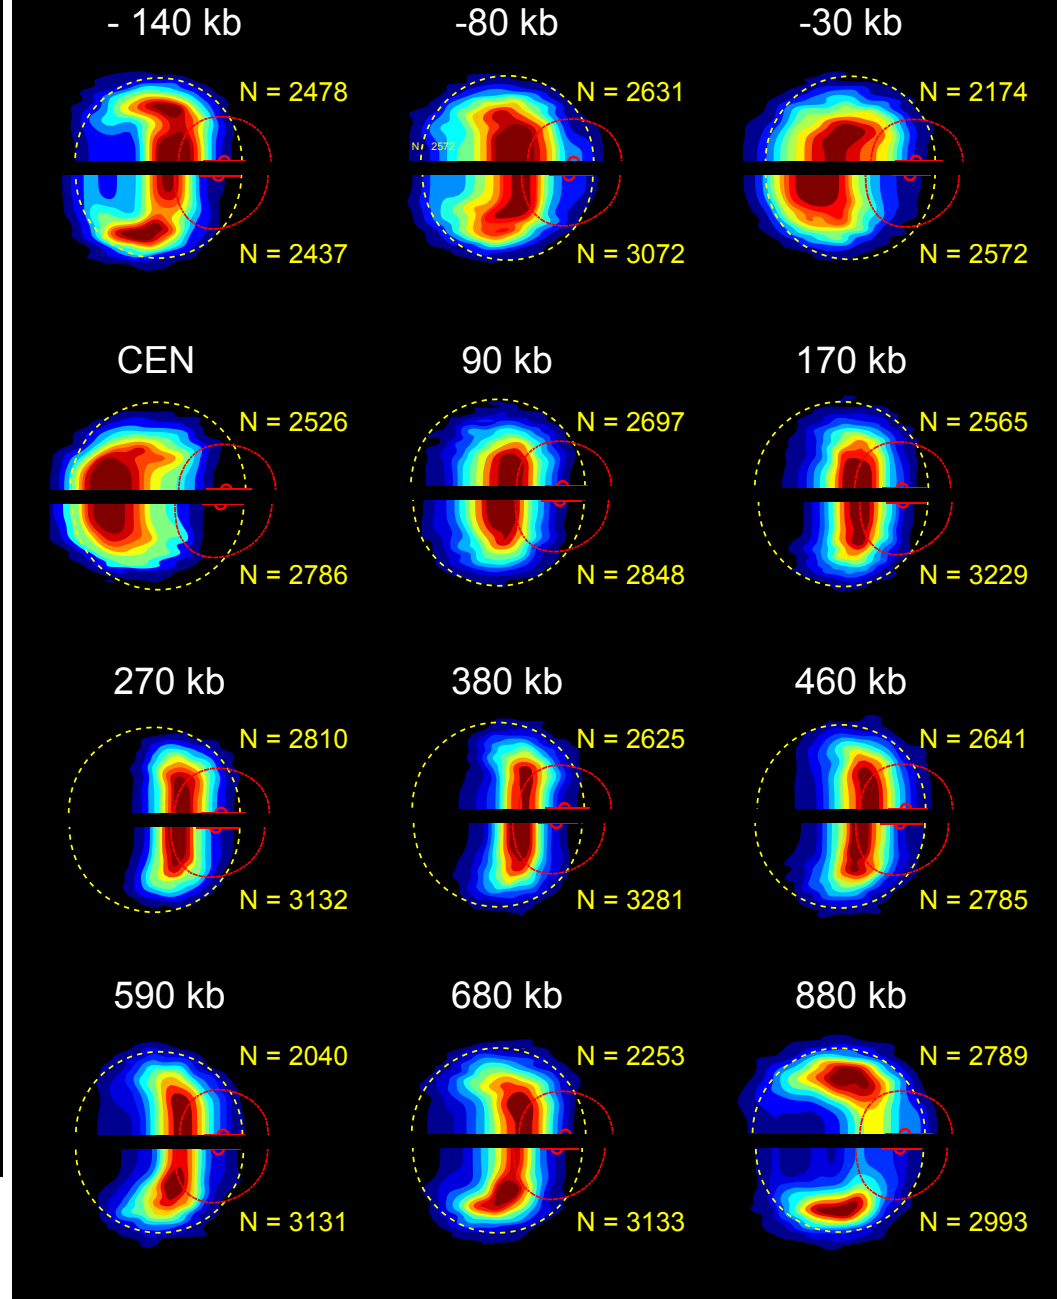 - 140 kb
-80 kb
-30 kb
N = 2478
N = 2631
N = 2174
N 2572
N = 2437
N = 3072
N = 2572
CEN
90 kb
170 kb
N = 2526
N = 2697
N = 2565
N = 2786
N = 2848
N = 3229
270 kb
380 kb
460 kb
N = 2810
N = 2625
N = 2641
N = 3132
N = 3281
N = 2785
590 kb
680 kb
880 kb
N = 2040
N = 2253
N = 2789
N = 3131
N = 3133
N = 2993